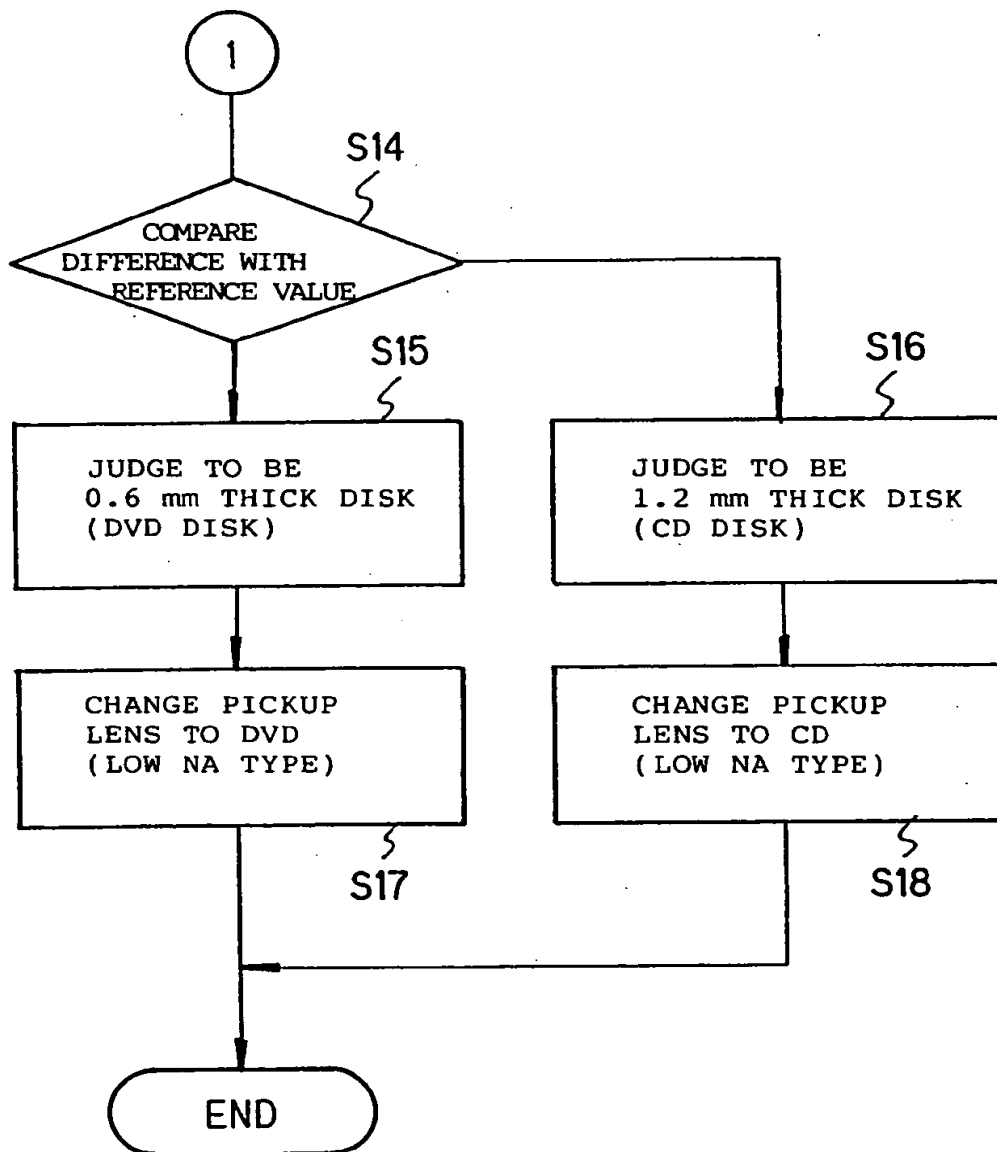 1
S14
COMPARE
DIFFERENCE WITH
REFERENCE VALUE
S15
JUDGE TO BE
0.6 mm THICK DISK
(DVD DISK)
S16
JUDGE TO BE
1.2 mm THICK DISK
(CD DISK)
CHANGE PICKUP
LENS TO DVD
(LOW NA TYPE)
S17
CHANGE PICKUP
LENS TO CD
(LOW NA TYPE)
S18
END